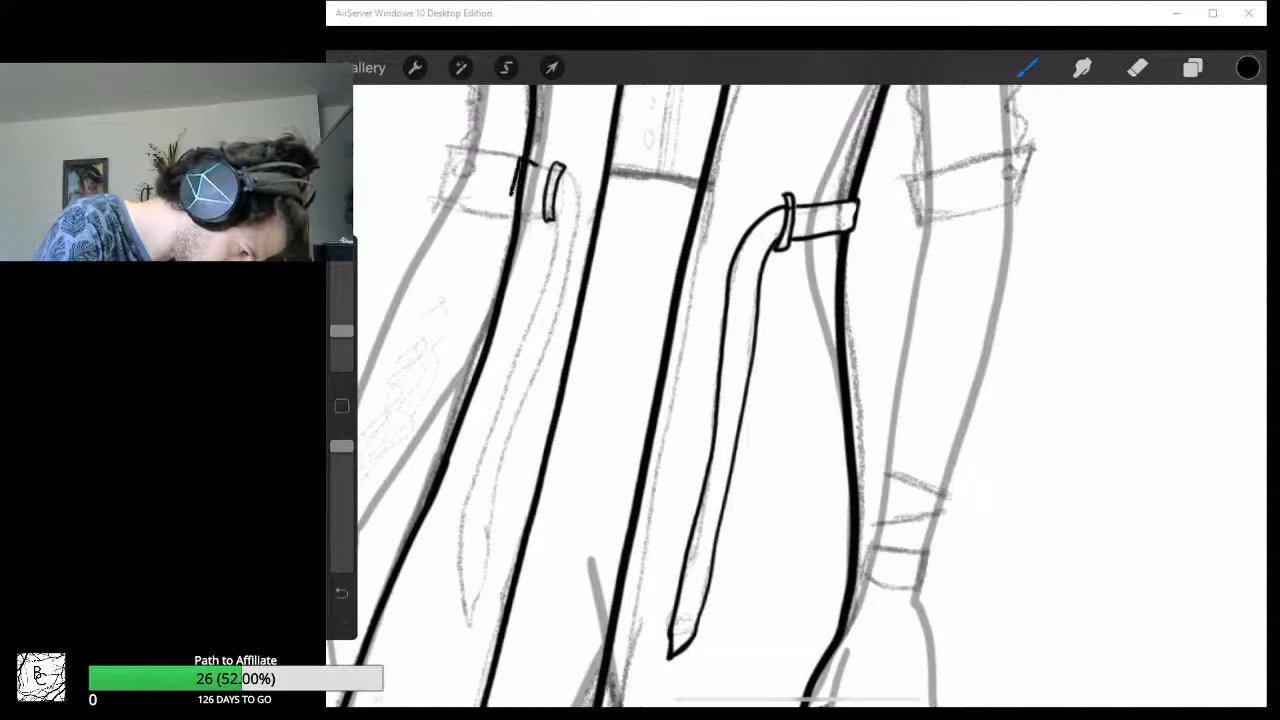 AirServer Windows 10 Desktop Edition
allery
Path to Affiliate
26 (52.00%)
0
126 DAYS TO GO
B